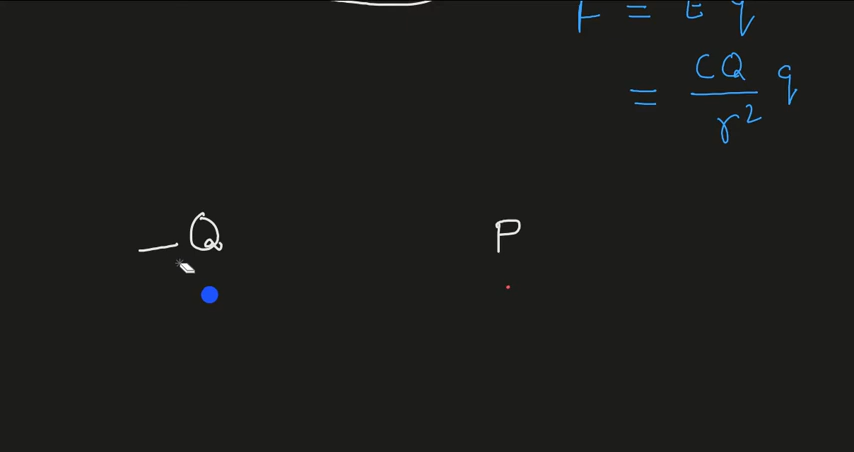 F = E q
= CQ / r² q
—Q P